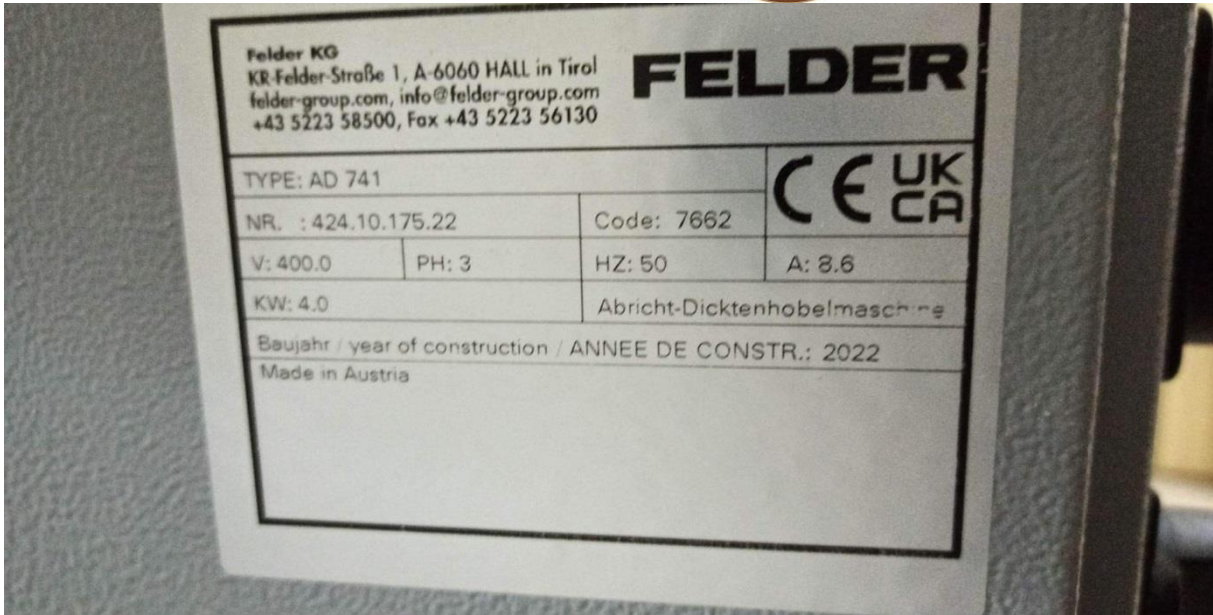 Felder KG
KR-Felder-Straße 1, A-6060 HALL in Tirol
felder-group.com, info@felder-group.com
+43 5223 58500, Fax +43 5223 56130
FELDER
TYPE: AD 741
CE UK CA
NR. : 424.10.175.22 Code: 7662
V: 400.0 PH: 3 HZ: 50 A: 8.6
KW: 4.0 Abricht-Dicktenhobelmaschine
Baujahr / year of construction / ANNEE DE CONSTR.: 2022
Made in Austria